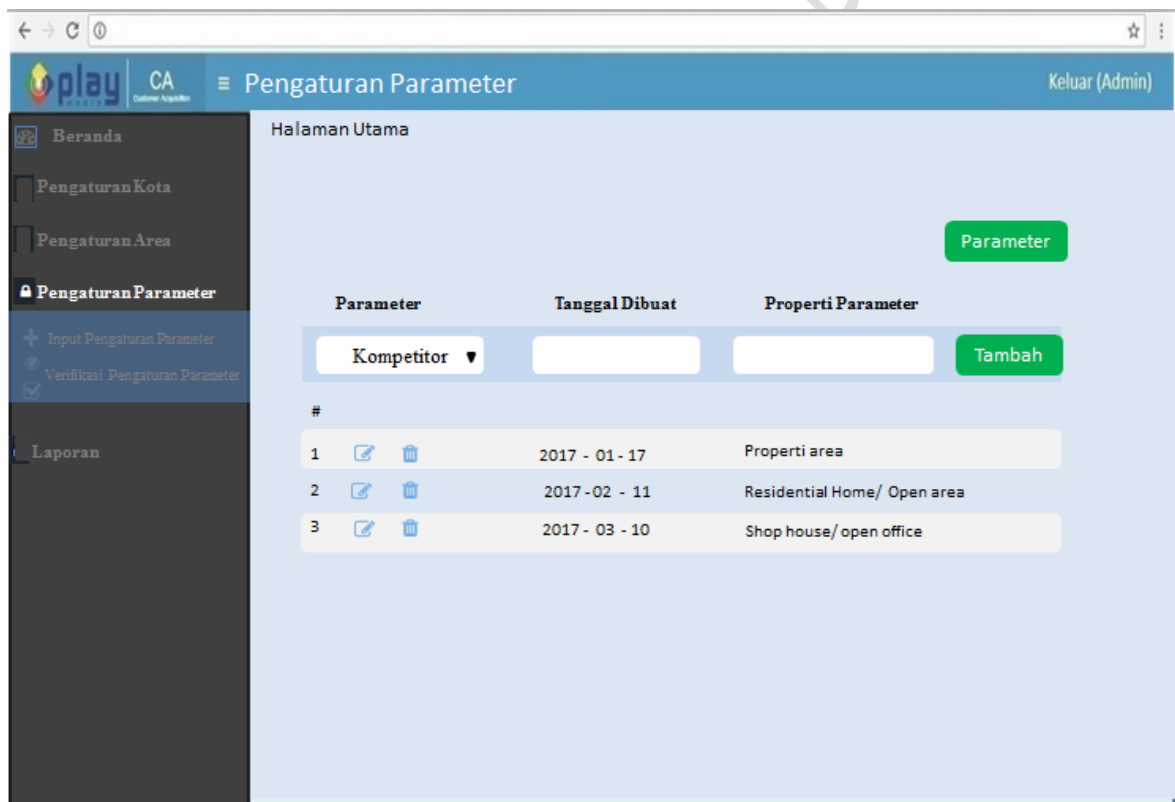 play CA Pengaturan Parameter Keluar (Admin)
MEDIA Customer Acquisition
Beranda
Pengaturan Kota
Pengaturan Area
Pengaturan Parameter
Input Pengaturan Parameter
Verifikasi Pengaturan Parameter
Laporan
Halaman Utama
Parameter
Parameter Tanggal Dibuat Properti Parameter
Kompetitor Tambah
#
1 2017 - 01 - 17 Properti area
2 2017 - 02 - 11 Residential Home/ Open area
3 2017 - 03 - 10 Shop house/ open office